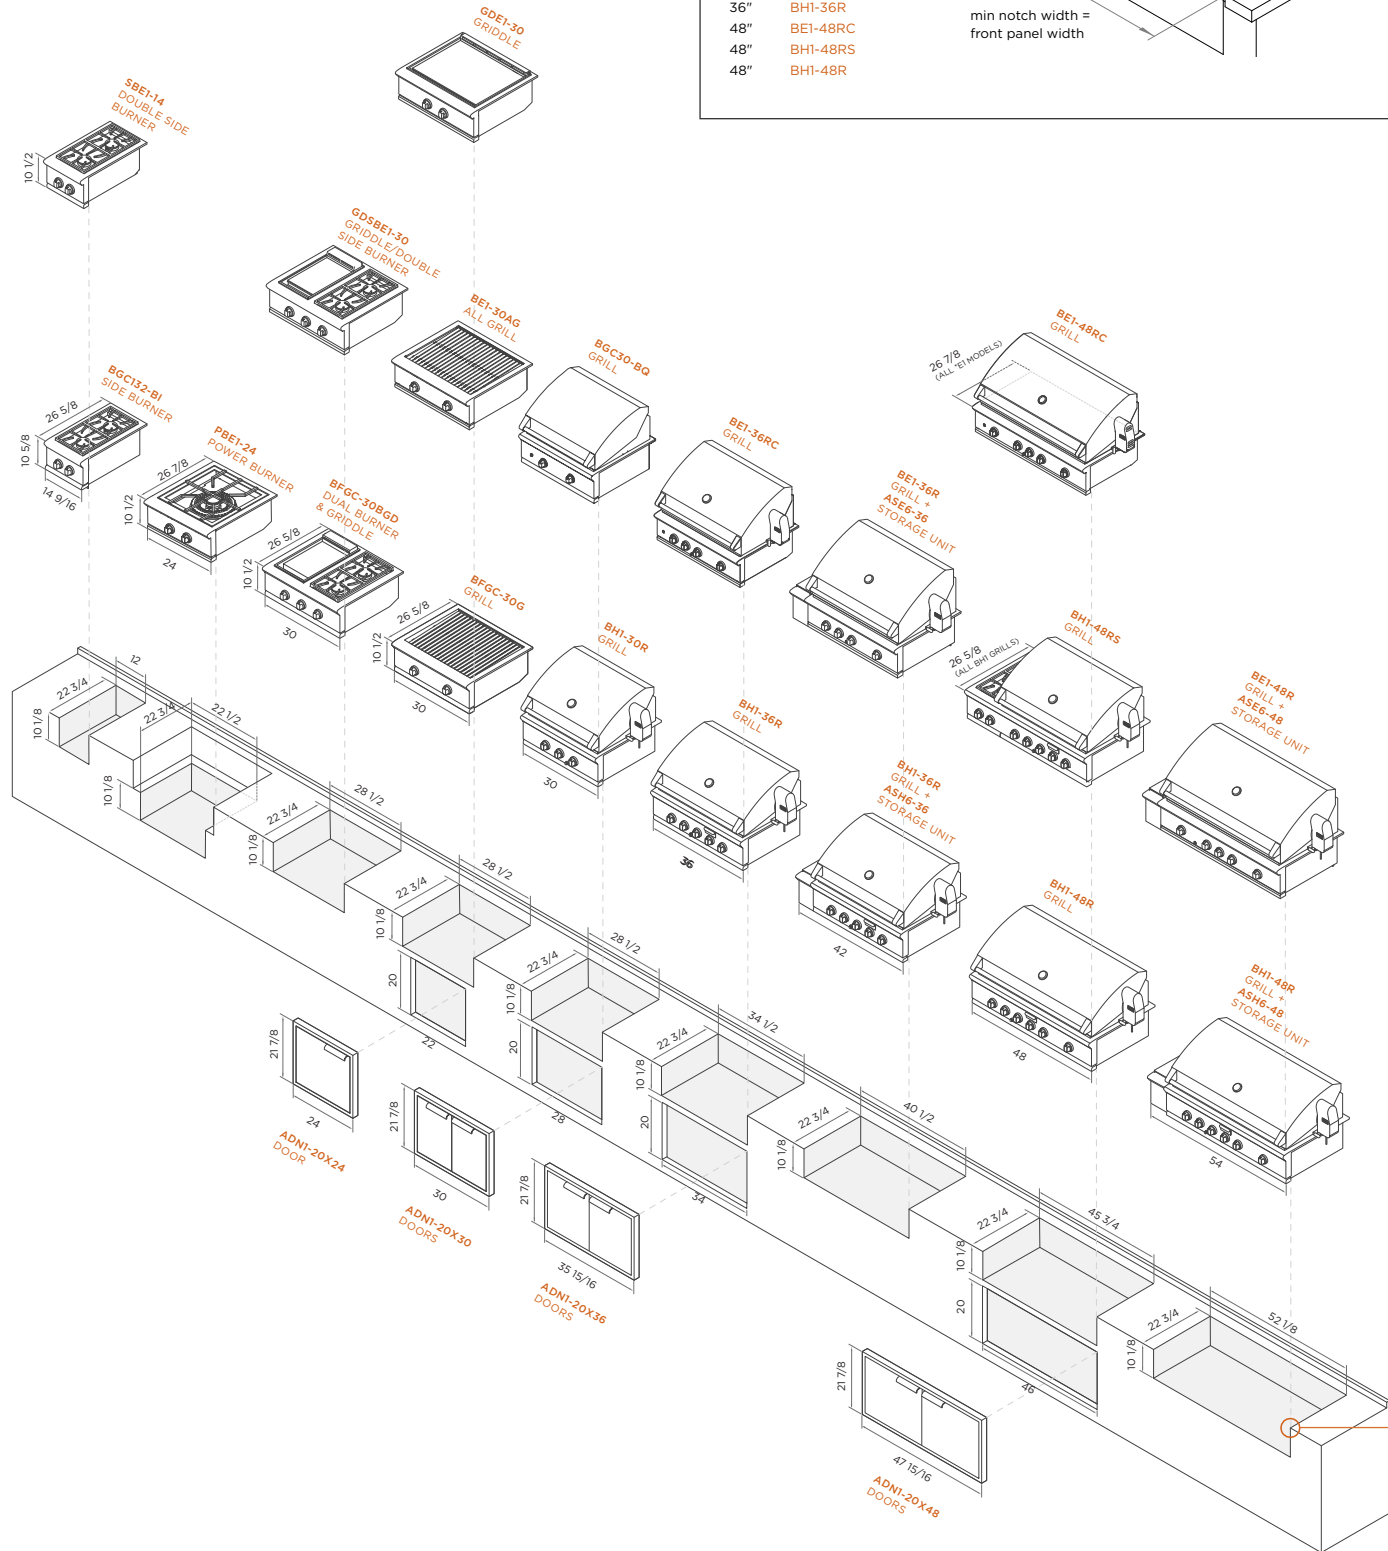 36" BH1-36R
48" BE1-48RC
48" BH1-48RS
48" BH1-48R
min notch width =
front panel width
GDE1-30
GRIDDLE
SBE1-14
DOUBLE SIDE
BURNER
10 1/2
GDSBE1-30
GRIDDLE/DOUBLE
SIDE BURNER
BE1-30AG
ALL GRILL
BGC30-BQ
GRILL
BE1-48RC
GRILL
26 7/8
(ALL *E1 MODELS)
BGC132-BI
SIDE BURNER
26 5/8
10 5/8
14 9/16
PBE1-24
POWER BURNER
26 7/8
10 1/2
24
BFGC-30BGD
DUAL BURNER
& GRIDDLE
26 5/8
10 1/2
30
BFGC-30G
GRILL
26 5/8
10 1/2
30
BE1-36RC
GRILL
BE1-36R
GRILL +
ASE6-36
STORAGE UNIT
BH1-30R
GRILL
30
BH1-36R
GRILL
36
BH1-48RS
GRILL
26 5/8
(ALL BH1 GRILLS)
BE1-48R
GRILL +
ASE6-48
STORAGE UNIT
BH1-36R
GRILL +
ASH6-36
STORAGE UNIT
42
BH1-48R
GRILL
48
BH1-48R
GRILL +
ASH6-48
STORAGE UNIT
54
12
22 3/4
10 1/8
22 3/4
22 1/2
10 1/8
22 3/4
28 1/2
10 1/8
22 3/4
28 1/2
10 1/8
20
22
22 3/4
28 1/2
10 1/8
20
28
22 3/4
34 1/2
10 1/8
20
34
22 3/4
40 1/2
10 1/8
22 3/4
45 3/4
10 1/8
20
46
22 3/4
52 1/8
10 1/8
21 7/8
24
ADN1-20X24
DOOR
21 7/8
30
ADN1-20X30
DOORS
21 7/8
35 15/16
ADN1-20X36
DOORS
21 7/8
47 15/16
ADN1-20X48
DOORS